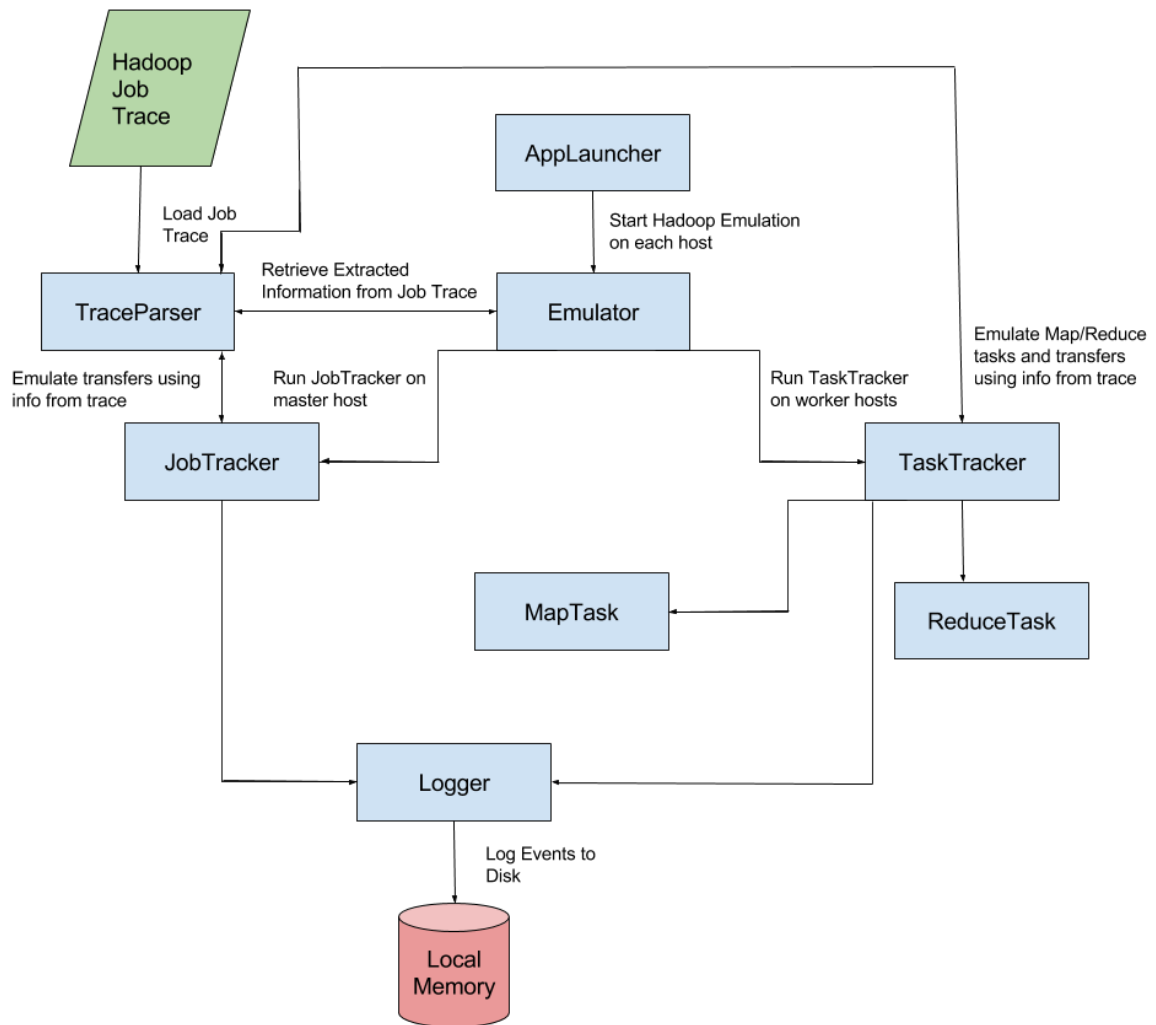 Hadoop
Job
Trace
AppLauncher
Load Job
Trace
Start Hadoop Emulation
on each host
Retrieve Extracted
Information from Job Trace
TraceParser
Emulator
Emulate transfers using
info from trace
Run JobTracker on
master host
Run TaskTracker
on worker hosts
Emulate Map/Reduce
tasks and transfers
using info from trace
JobTracker
TaskTracker
MapTask
ReduceTask
Logger
Log Events to
Disk
Local
Memory